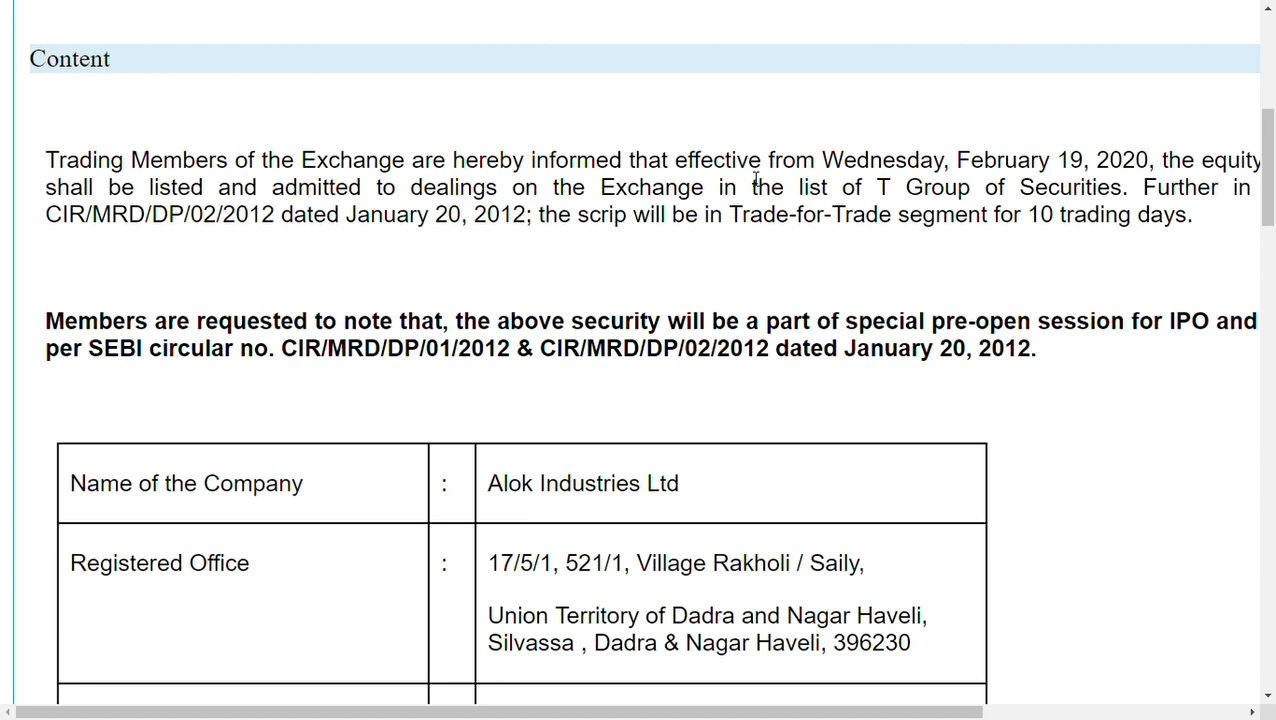 Content
Trading Members of the Exchange are hereby informed that effective from Wednesday, February 19, 2020, the equity
shall be listed and admitted to dealings on the Exchange in the list of T Group of Securities. Further in
CIR/MRD/DP/02/2012 dated January 20, 2012; the scrip will be in Trade-for-Trade segment for 10 trading days.
Members are requested to note that, the above security will be a part of special pre-open session for IPO and
per SEBI circular no. CIR/MRD/DP/01/2012 & CIR/MRD/DP/02/2012 dated January 20, 2012.
Name of the Company : Alok Industries Ltd
Registered Office : 17/5/1, 521/1, Village Rakholi / Saily,
Union Territory of Dadra and Nagar Haveli,
Silvassa , Dadra & Nagar Haveli, 396230